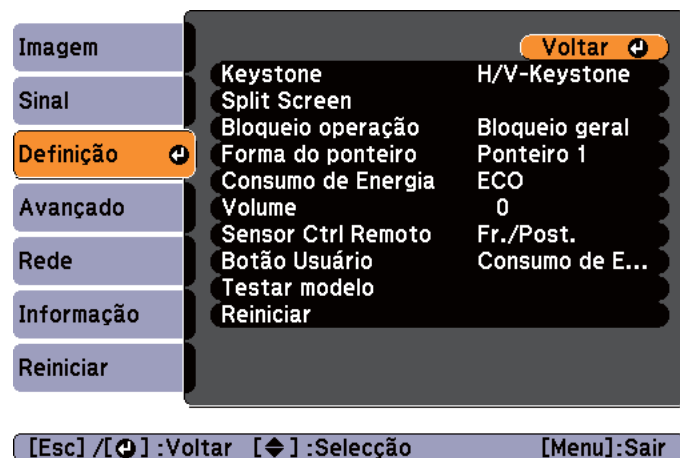 Imagem
Sinal
Definição
Avançado
Rede
Informação
Reiniciar
Voltar
Keystone H/V-Keystone
Split Screen
Bloqueio operação Bloqueio geral
Forma do ponteiro Ponteiro 1
Consumo de Energia ECO
Volume 0
Sensor Ctrl Remoto Fr./Post.
Botão Usuário Consumo de E...
Testar modelo
Reiniciar
[Esc] /[⏎] :Voltar [◆] :Selecção [Menu]:Sair